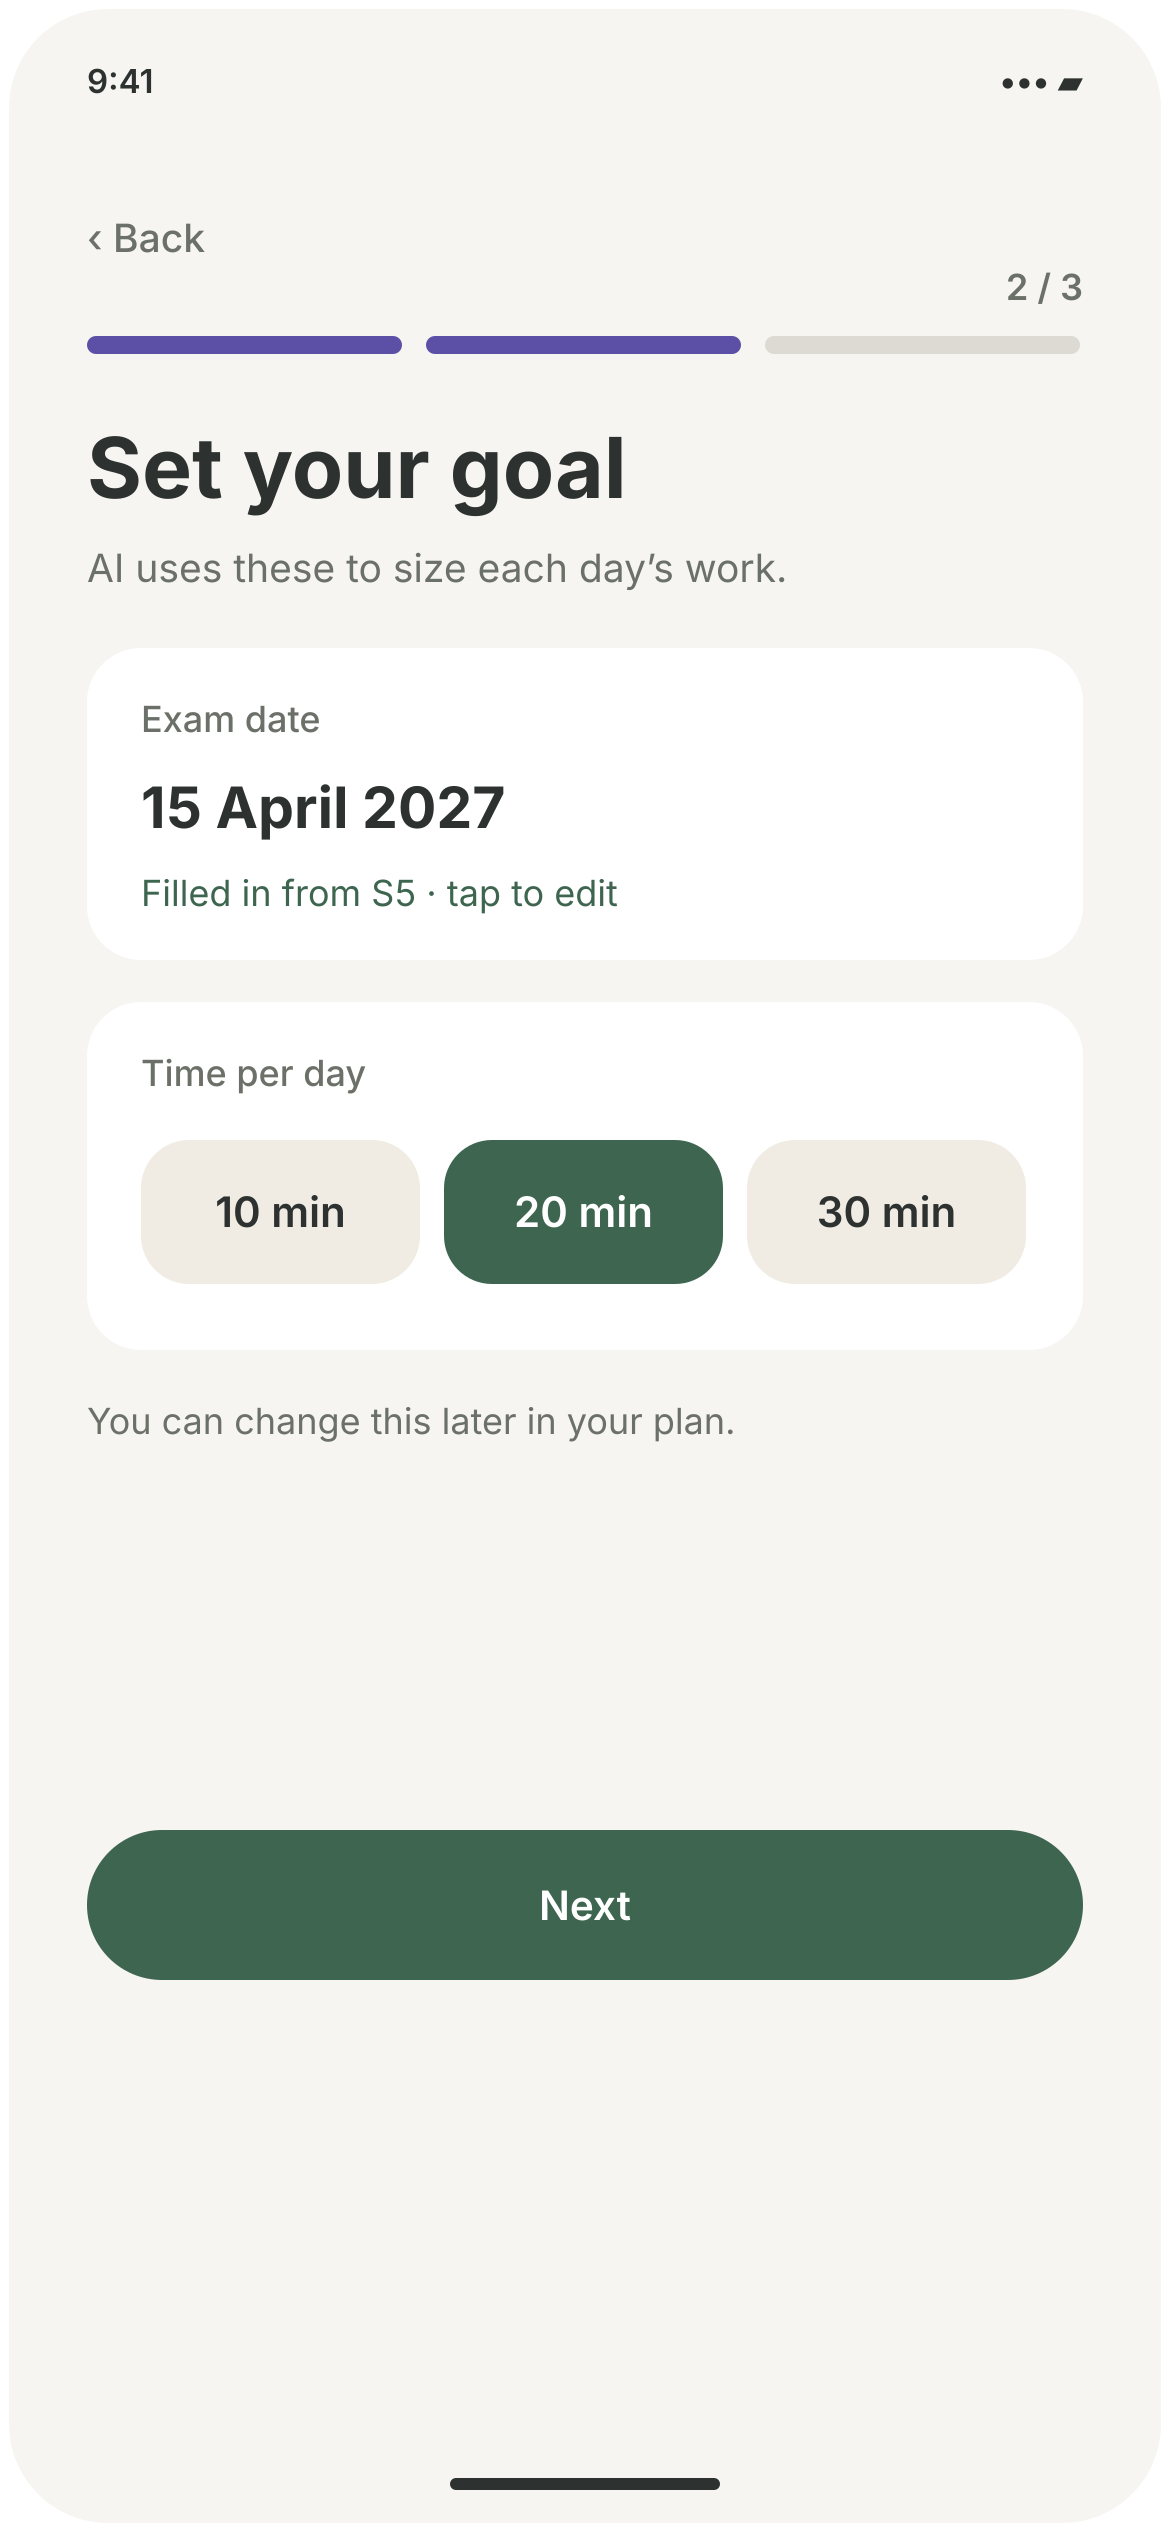 9:41
‹ Back
2 / 3
Set your goal
AI uses these to size each day’s work.
Exam date
15 April 2027
Filled in from S5 · tap to edit
Time per day
10 min
20 min
30 min
You can change this later in your plan.
Next